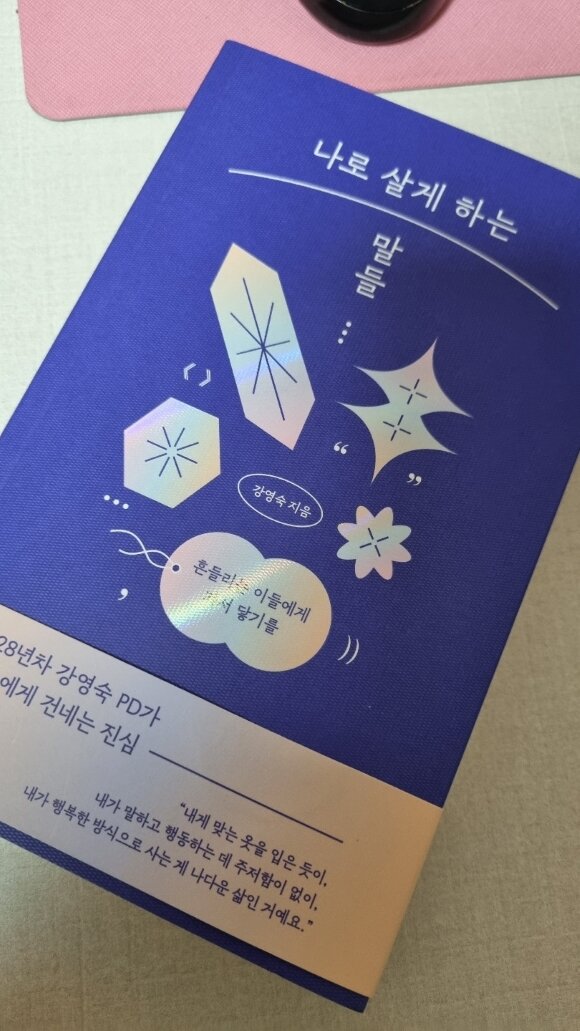 나로 살게 하는
말
들
강영숙 지음
흔들리는 이들에게
닿기를
28년차 강영숙 PD가
에게 건네는 진심
“내게 맞는 옷을 입은 듯이,
내가 말하고 행동하는 데 주저함이 없이,
내가 행복한 방식으로 사는 게 나다운 삶인 거예요.”